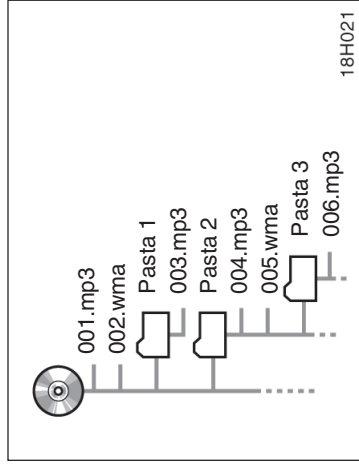 001.mp3
002.wma
Pasta 1
003.mp3
Pasta 2
004.mp3
005.wma
Pasta 3
006.mp3
18H021